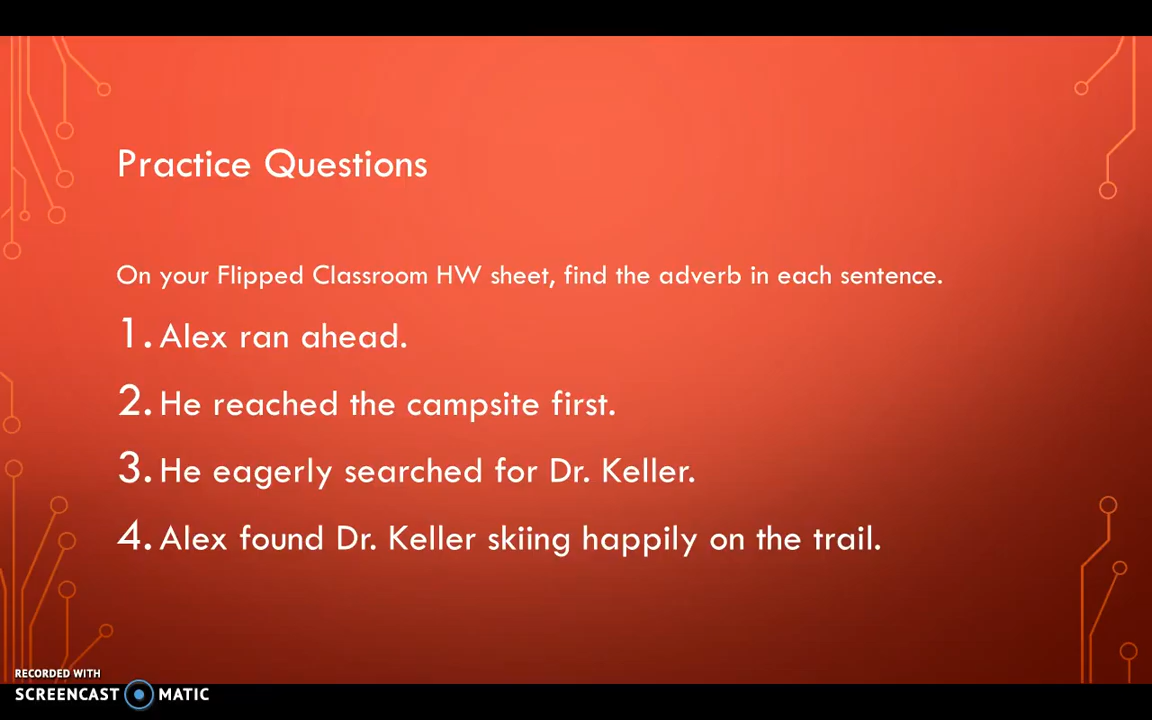 Practice Questions
On your Flipped Classroom HW sheet, find the adverb in each sentence.
1. Alex ran ahead.
2. He reached the campsite first.
3. He eagerly searched for Dr. Keller.
4. Alex found Dr. Keller skiing happily on the trail.
RECORDED WITH
SCREENCAST MATIC